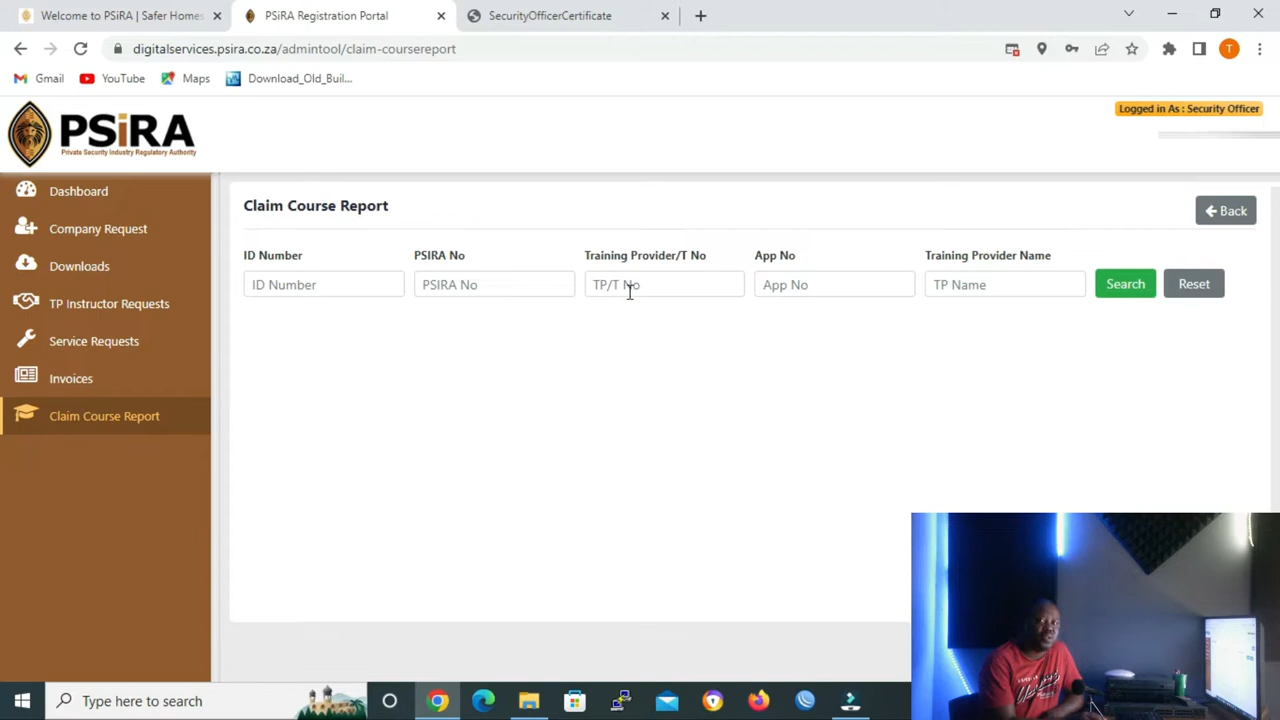 Welcome to PSiRA | Safer Homes
PSiRA Registration Portal
SecurityOfficerCertificate
digitalservices.psira.co.za/admintool/claim-coursereport
T
Gmail
YouTube
Maps
Download_Old_Buil...
PSiRA
Private Security Industry Regulatory Authority
Logged in As : Security Officer
Dashboard
Company Request
Downloads
TP Instructor Requests
Service Requests
Invoices
Claim Course Report
Claim Course Report
Back
ID Number
PSIRA No
Training Provider/T No
App No
Training Provider Name
ID Number
PSIRA No
TP/T No
App No
TP Name
Search
Reset
Type here to search